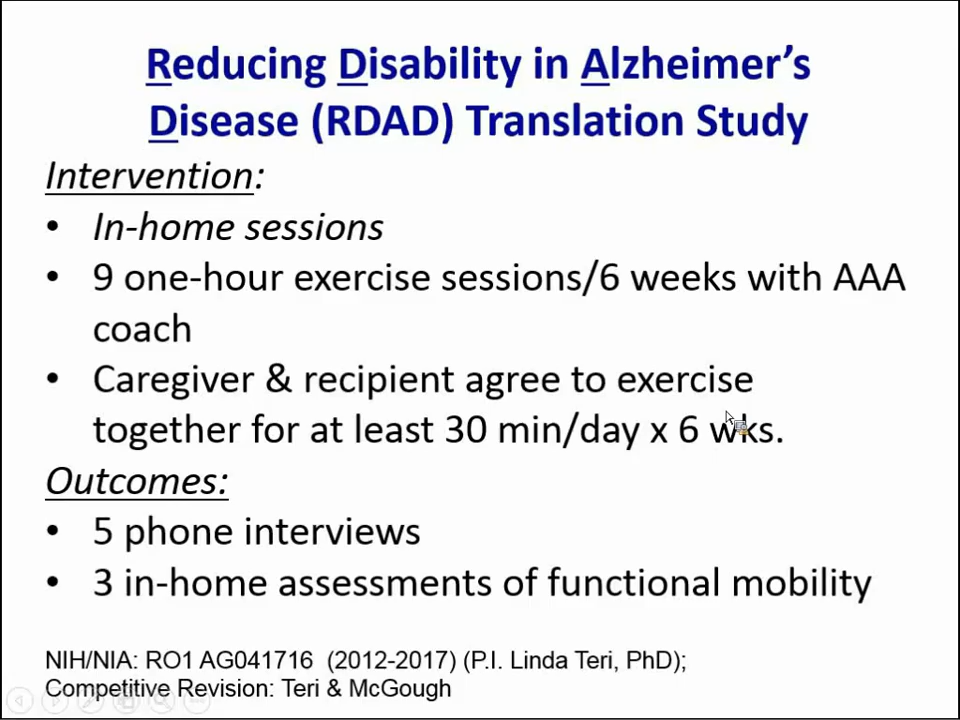 Reducing Disability in Alzheimer's
Disease (RDAD) Translation Study
Intervention:
• In-home sessions
• 9 one-hour exercise sessions/6 weeks with AAA
coach
• Caregiver & recipient agree to exercise
together for at least 30 min/day x 6 wks.
Outcomes:
• 5 phone interviews
• 3 in-home assessments of functional mobility
NIH/NIA: RO1 AG041716 (2012-2017) (P.I. Linda Teri, PhD);
Competitive Revision: Teri & McGough